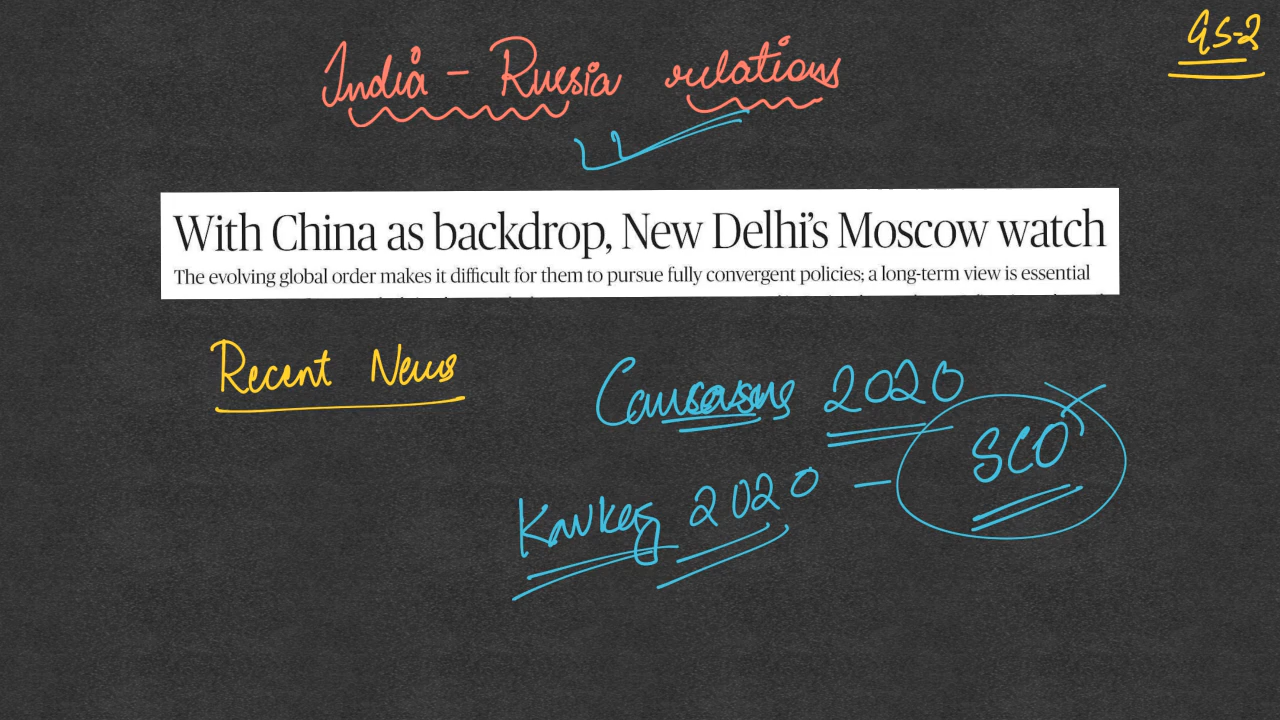 GS-2
India - Russia relations
With China as backdrop, New Delhi's Moscow watch
The evolving global order makes it difficult for them to pursue fully convergent policies; a long-term view is essential
Recent News
Causasus 2020
Kavkaz 2020 - SCO